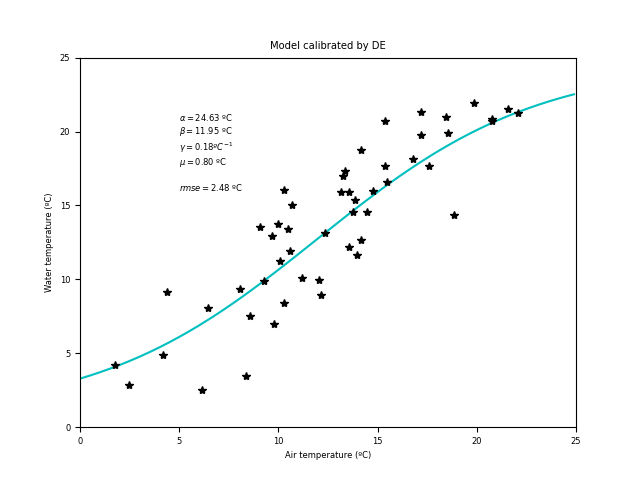 Model calibrated by DE
25
20
15
10
5
0
Water temperature (ºC)
α = 24.63 ºC
β = 11.95 ºC
γ = 0.18ºC⁻¹
μ = 0.80 ºC
rmse = 2.48 ºC
0 5 10 15 20 25
Air temperature (ºC)